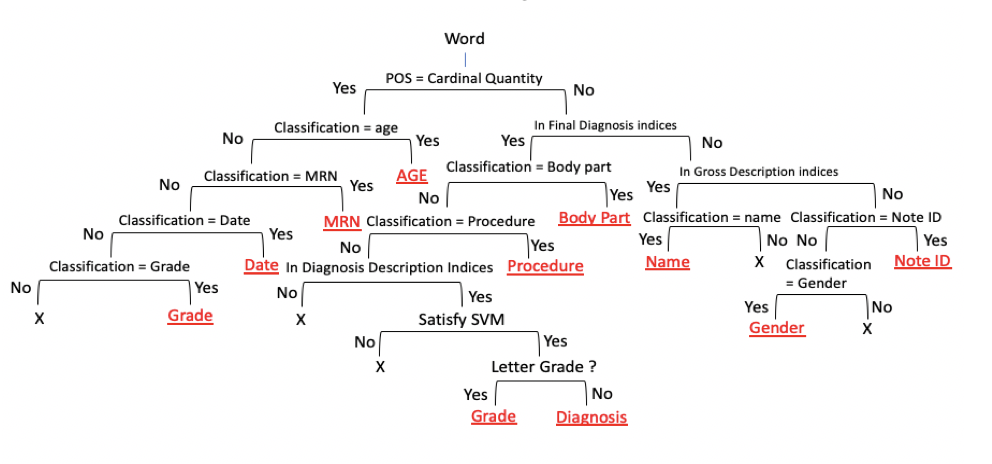 Word
POS = Cardinal Quantity
Yes No
Classification = age In Final Diagnosis indices
No Yes Yes No
Classification = MRN AGE Classification = Body part In Gross Description indices
No Yes No Yes Yes No
Classification = Date MRN Classification = Procedure Body Part Classification = name Classification = Note ID
No Yes No Yes Yes No No Yes
Classification = Grade Date In Diagnosis Description Indices Procedure Name X Classification Note ID
= Gender
No Yes No Yes Yes No
X Grade X Satisfy SVM Gender X
No Yes
X Letter Grade ?
Yes No
Grade Diagnosis